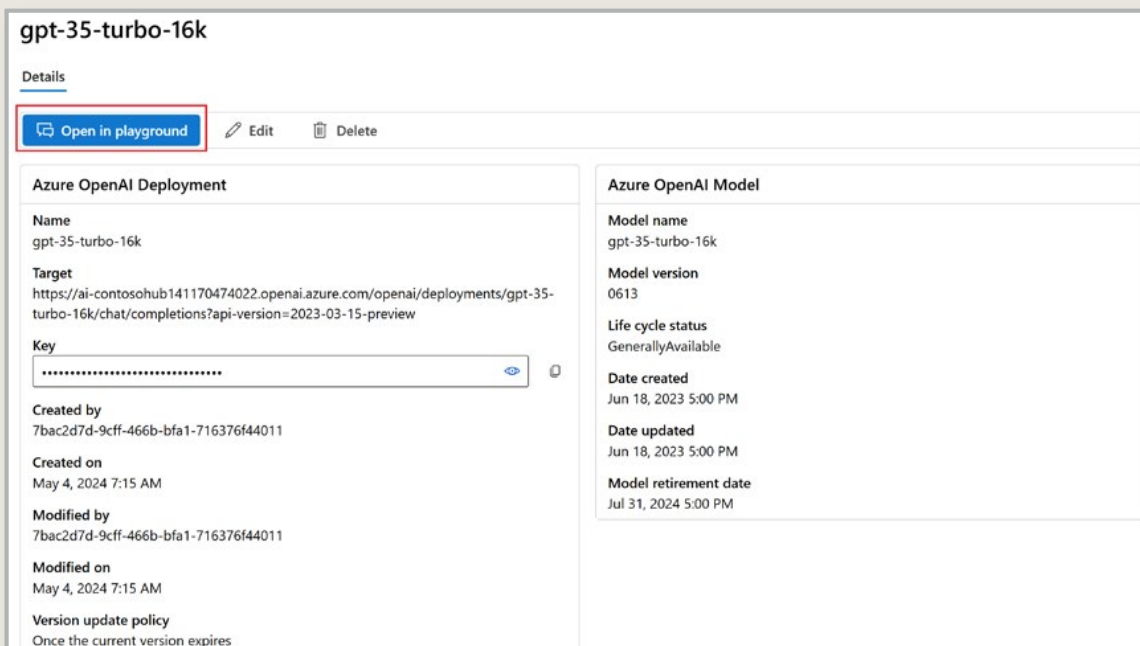 gpt-35-turbo-16k
Details
Open in playground
Edit
Delete
Azure OpenAI Deployment
Name
gpt-35-turbo-16k
Target
https://ai-contosohub141170474022.openai.azure.com/openai/deployments/gpt-35-
turbo-16k/chat/completions?api-version=2023-03-15-preview
Key
Created by
7bac2d7d-9cff-466b-bfa1-716376f44011
Created on
May 4, 2024 7:15 AM
Modified by
7bac2d7d-9cff-466b-bfa1-716376f44011
Modified on
May 4, 2024 7:15 AM
Version update policy
Once the current version expires
Azure OpenAI Model
Model name
gpt-35-turbo-16k
Model version
0613
Life cycle status
GenerallyAvailable
Date created
Jun 18, 2023 5:00 PM
Date updated
Jun 18, 2023 5:00 PM
Model retirement date
Jul 31, 2024 5:00 PM